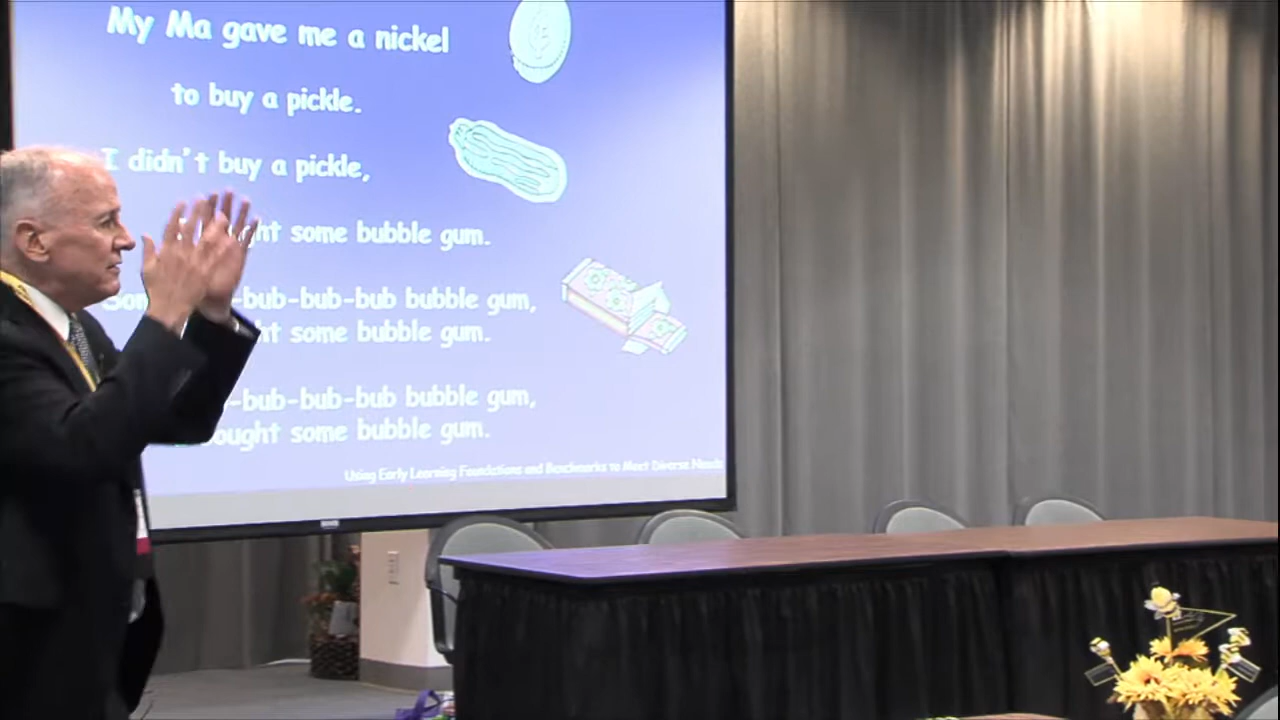 My Ma gave me a nickel
to buy a pickle.
I didn't buy a pickle,
some bubble gum.
-bub-bub-bub bubble gum,
some bubble gum.
-bub-bub-bub bubble gum,
bought some bubble gum.
Using Early Learning Foundations and Benchmarks to Meet Diverse Needs